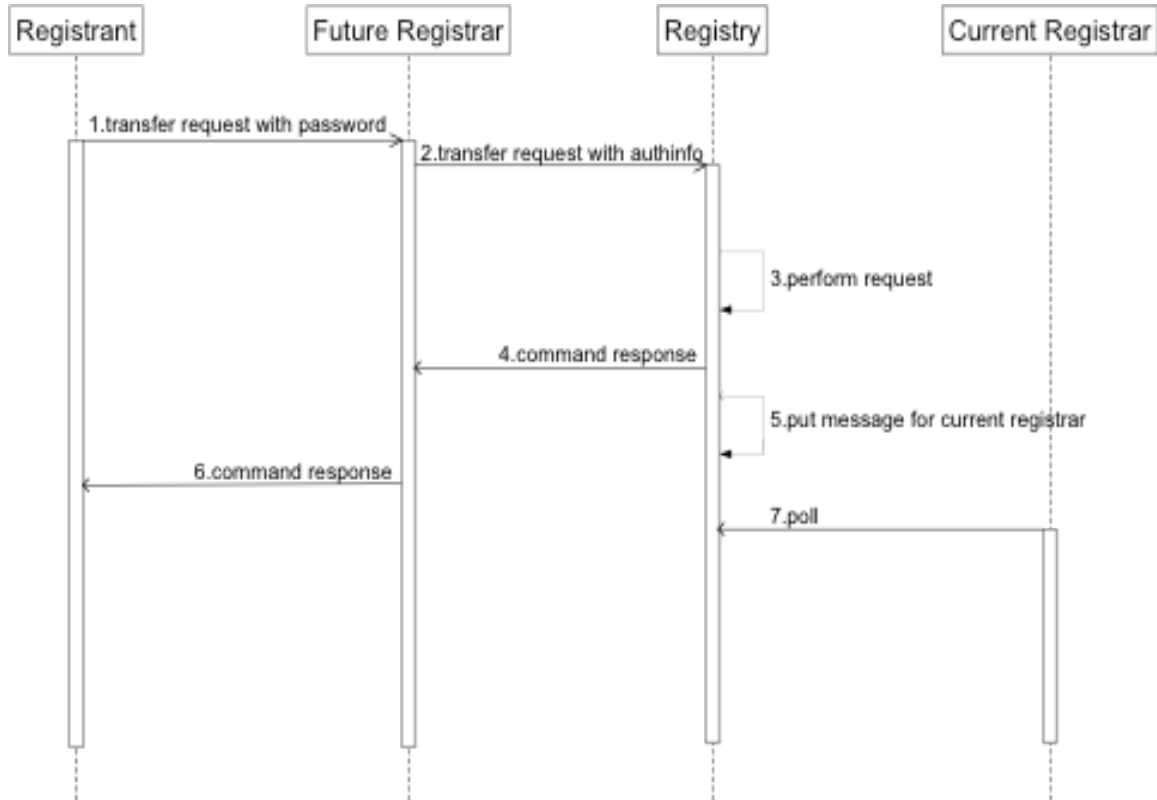 Registrant
Future Registrar
Registry
Current Registrar
1.transfer request with password
2.transfer request with authinfo
3.perform request
4.command response
5.put message for current registrar
6.command response
7.poll